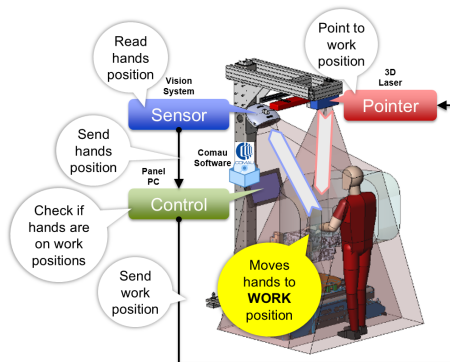 Read
hands
position
Vision
System
Point to
work
position
3D
Laser
Sensor
Pointer
Send
hands
position
Comau
Software
COMAU
Panel
PC
Control
Check if
hands are
on work
positions
Send
work
position
Moves
hands to
WORK
position